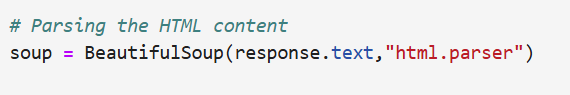 # Parsing the HTML content
soup = BeautifulSoup(response.text,"html.parser")